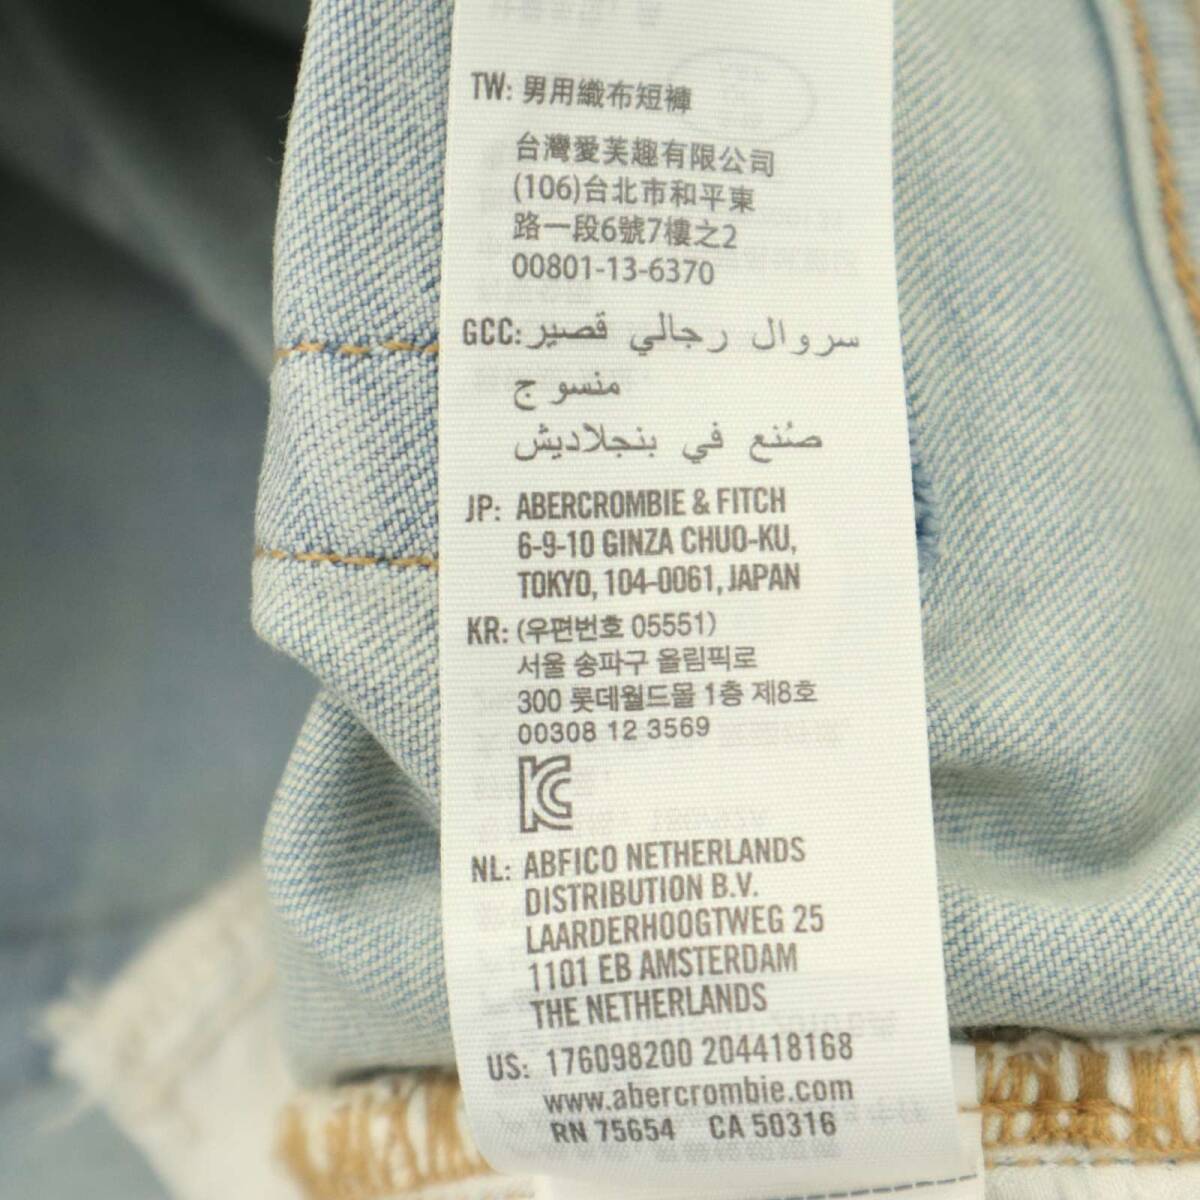 TW: 男用織布短褲
台灣愛芙趣有限公司
(106)台北市和平東
路一段6號7樓之2
00801-13-6370
GCC: سروال رجالي قصير
منسوج
صُنع في بنجلاديش
JP: ABERCROMBIE & FITCH
6-9-10 GINZA CHUO-KU,
TOKYO, 104-0061, JAPAN
KR: (우편번호 05551)
서울 송파구 올림픽로
300 롯데월드몰 1층 제8호
00308 12 3569
KC
NL: ABFICO NETHERLANDS
DISTRIBUTION B.V.
LAARDERHOOGTWEG 25
1101 EB AMSTERDAM
THE NETHERLANDS
US: 176098200 204418168
www.abercrombie.com
RN 75654 CA 50316